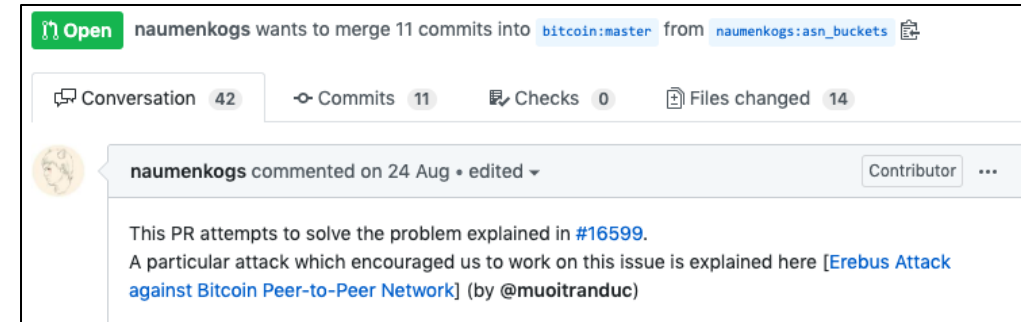 Open naumenkogs wants to merge 11 commits into bitcoin:master from naumenkogs:asn_buckets
Conversation 42 Commits 11 Checks 0 Files changed 14
naumenkogs commented on 24 Aug • edited Contributor ...
This PR attempts to solve the problem explained in #16599.
A particular attack which encouraged us to work on this issue is explained here [Erebus Attack
against Bitcoin Peer-to-Peer Network] (by @muoitranduc)